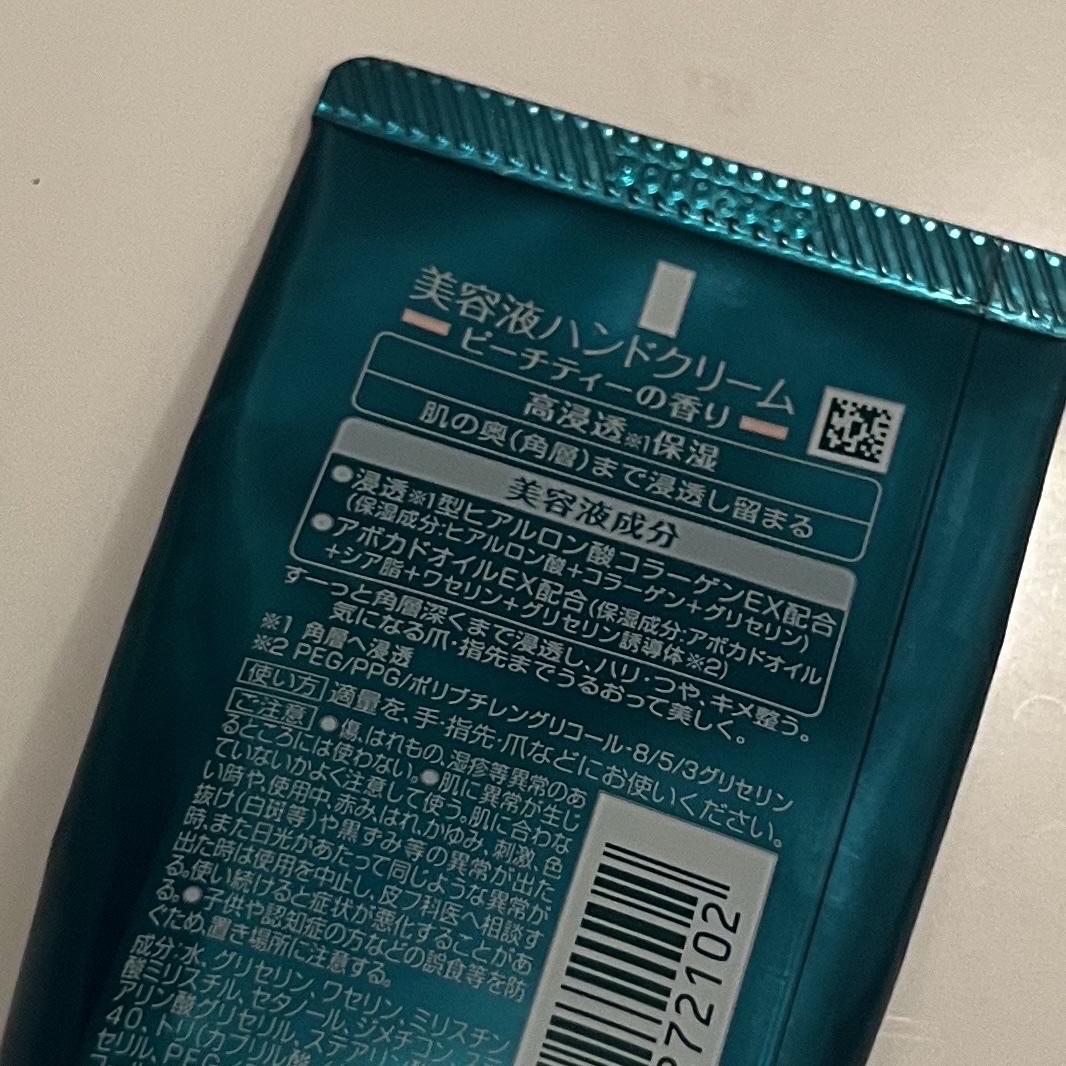 美容液ハンドクリーム
ピーチティーの香り
高浸透※1保湿
肌の奥(角層)まで浸透し留まる
美容液成分
●浸透※1型ヒアルロン酸コラーゲンEX配合
(保湿成分:ヒアルロン酸+コラーゲン+グリセリン)
●アボカドオイルEX配合(保湿成分:アボカドオイル
+シア脂+ワセリン+グリセリン誘導体※2)
すーっと角層深くまで浸透し、ハリ・つや、キメ整う。
気になる爪・指先までうるおって美しく。
※1 角層へ浸透
※2 PEG/PPG/ポリブチレングリコール-8/5/3グリセリン
使い方 適量を、手・指先・爪などにお使いください。
ご注意 ●傷、はれもの、湿疹等異常のあ
るところには使わない。●肌に異常が生じ
ていないかよく注意して使う。肌に合わな
い時や、使用中、赤み、はれ、かゆみ、刺激、色
抜け(白斑等)や黒ずみ等の異常が出た
時、また日光があたって同じような異常が
出た時は使用を中止し、皮フ科医へ相談す
る。使い続けると症状が悪化することがあ
る。●子供や認知症の方などの誤食等を防
ぐため、置き場所に注意する。
成分:水、グリセリン、ワセリン、ミリスチン
酸ミリスチル、セタノール、ジメチコン、ステ
アリン酸グリセリル、ステアリン
40、トリ(カプリル酸
セリル、PEG
72102